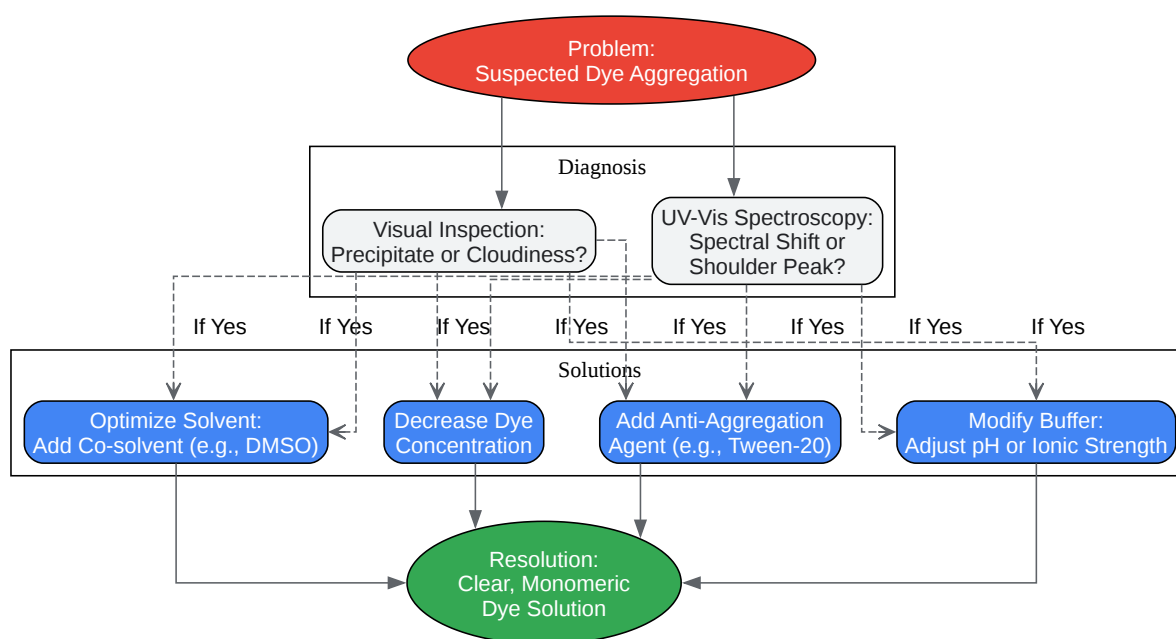 Problem:
Suspected Dye Aggregation
Diagnosis
Visual Inspection:
Precipitate or Cloudiness?
UV-Vis Spectroscopy:
Spectral Shift or
Shoulder Peak?
If Yes
If Yes
If Yes
If Yes
If Yes
If Yes
If Yes
If Yes
Solutions
Optimize Solvent:
Add Co-solvent (e.g., DMSO)
Decrease Dye
Concentration
Add Anti-Aggregation
Agent (e.g., Tween-20)
Modify Buffer:
Adjust pH or Ionic Strength
Resolution:
Clear, Monomeric
Dye Solution